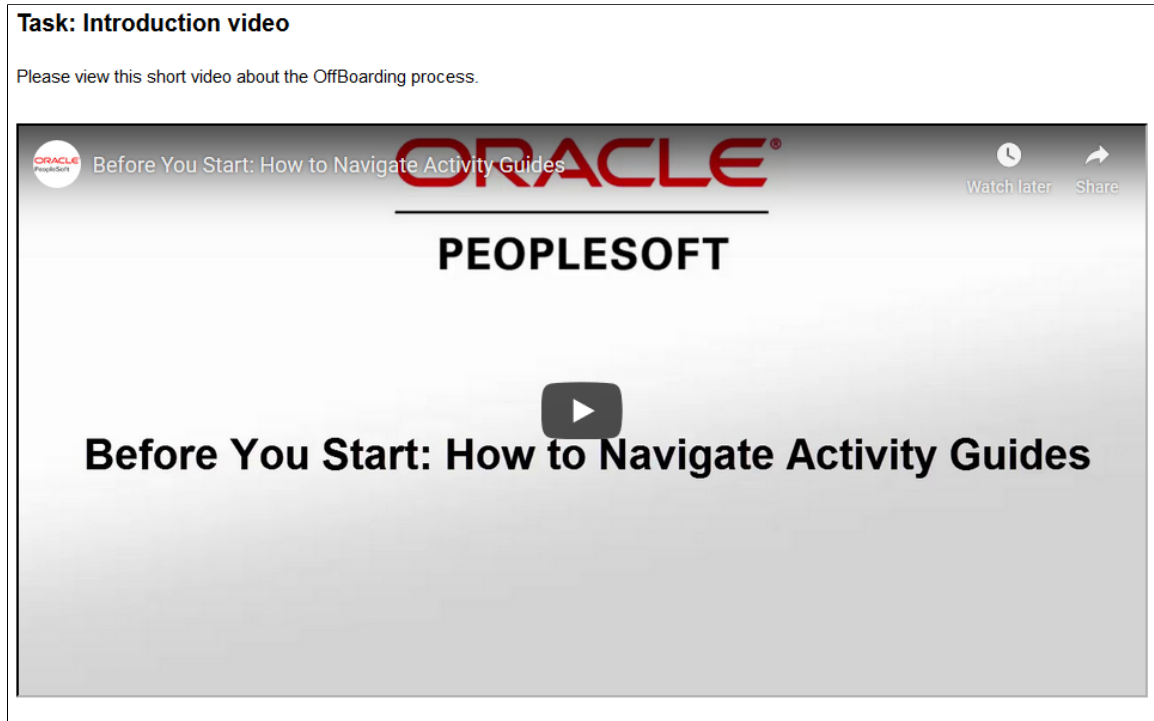 Task: Introduction video
Please view this short video about the OffBoarding process.
ORACLE
PeopleSoft
Before You Start: How to Navigate Activity Guides
ORACLE®
Watch later
Share
PEOPLESOFT
Before You Start: How to Navigate Activity Guides